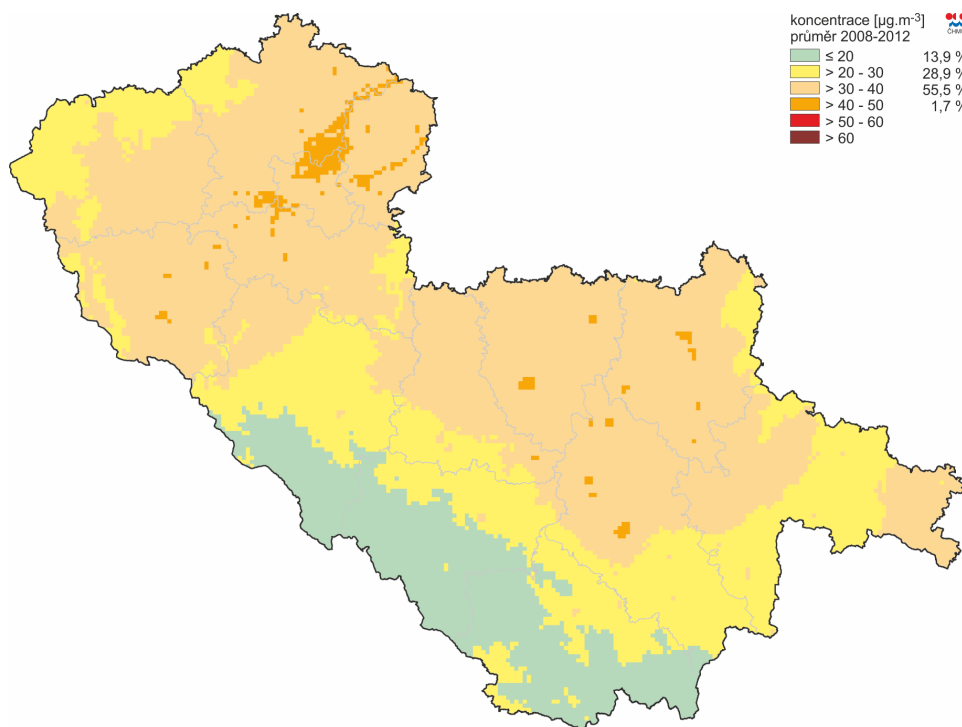 koncentrace [µg.m⁻³]
průměr 2008-2012
≤ 20 13,9 %
> 20 - 30 28,9 %
> 30 - 40 55,5 %
> 40 - 50 1,7 %
> 50 - 60
> 60